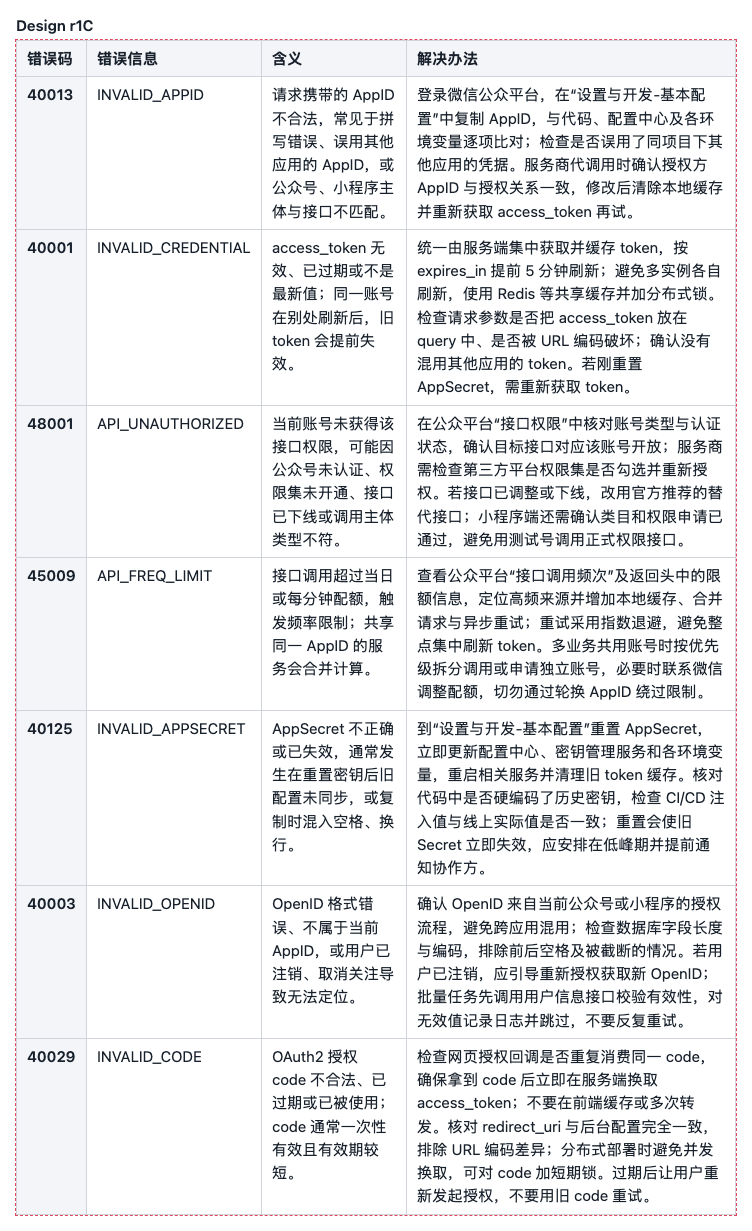 Design r1C
错误码 错误信息 含义 解决办法
40013 INVALID_APPID
请求携带的 AppID
不合法，常见于拼
写错误、误用其他
应用的 AppID，或
公众号、小程序主
体与接口不匹配。
登录微信公众平台，在“设置与开发-基本配
置”中复制 AppID，与代码、配置中心及各环
境变量逐项比对；检查是否误用了同项目下其
他应用的凭据。服务商代调用时确认授权方
AppID 与授权关系一致，修改后清除本地缓存
并重新获取 access_token 再试。
40001 INVALID_CREDENTIAL
access_token 无
效、已过期或不是
最新值；同一账号
在别处刷新后，旧
token 会提前失
效。
统一由服务端集中获取并缓存 token，按
expires_in 提前 5 分钟刷新；避免多实例各自
刷新，使用 Redis 等共享缓存并加分布式锁。
检查请求参数是否把 access_token 放在
query 中、是否被 URL 编码破坏；确认没有
混用其他应用的 token。若刚重置
AppSecret，需重新获取 token。
48001 API_UNAUTHORIZED
当前账号未获得该
接口权限，可能因
公众号未认证、权
限集未开通、接口
已下线或调用主体
类型不符。
在公众平台“接口权限”中核对账号类型与认证
状态，确认目标接口对应该账号开放；服务商
需检查第三方平台权限集是否勾选并重新授
权。若接口已调整或下线，改用官方推荐的替
代接口；小程序端还需确认类目和权限申请已
通过，避免用测试号调用正式权限接口。
45009 API_FREQ_LIMIT
接口调用超过当日
或每分钟配额，触
发频率限制；共享
同一 AppID 的服
务会合并计算。
查看公众平台“接口调用频次”及返回头中的限
额信息，定位高频来源并增加本地缓存、合并
请求与异步重试；重试采用指数退避，避免整
点集中刷新 token。多业务共用账号时按优先
级拆分调用或申请独立账号，必要时联系微信
调整配额，切勿通过轮换 AppID 绕过限制。
40125 INVALID_APPSECRET
AppSecret 不正确
或已失效，通常发
生在重置密钥后旧
配置未同步，或复
制时混入空格、换
行。
到“设置与开发-基本配置”重置 AppSecret，
立即更新配置中心、密钥管理服务和各环境变
量，重启相关服务并清理旧 token 缓存。核对
代码中是否硬编码了历史密钥，检查 CI/CD 注
入值与线上实际值是否一致；重置会使旧
Secret 立即失效，应安排在低峰期并提前通
知协作方。
40003 INVALID_OPENID
OpenID 格式错
误、不属于当前
AppID，或用户已
注销、取消关注导
致无法定位。
确认 OpenID 来自当前公众号或小程序的授权
流程，避免跨应用混用；检查数据库字段长度
与编码，排除前后空格及被截断的情况。若用
户已注销，应引导重新授权获取新 OpenID；
批量任务先调用用户信息接口校验有效性，对
无效值记录日志并跳过，不要反复重试。
40029 INVALID_CODE
OAuth2 授权
code 不合法、已
过期或已被使用；
code 通常一次性
有效且有效期较
短。
检查网页授权回调是否重复消费同一 code，
确保拿到 code 后立即在服务端换取
access_token；不要在前端缓存或多次转
发。核对 redirect_uri 与后台配置完全一致，
排除 URL 编码差异；分布式部署时避免并发
换取，可对 code 加短期锁。过期后让用户重
新发起授权，不要用旧 code 重试。